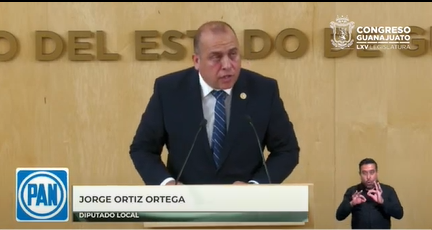 CONGRESO
GUANAJUATO
LXV LEGISLATURA
O DEL ESTADO DE G
PAN
JORGE ORTIZ ORTEGA
DIPUTADO LOCAL